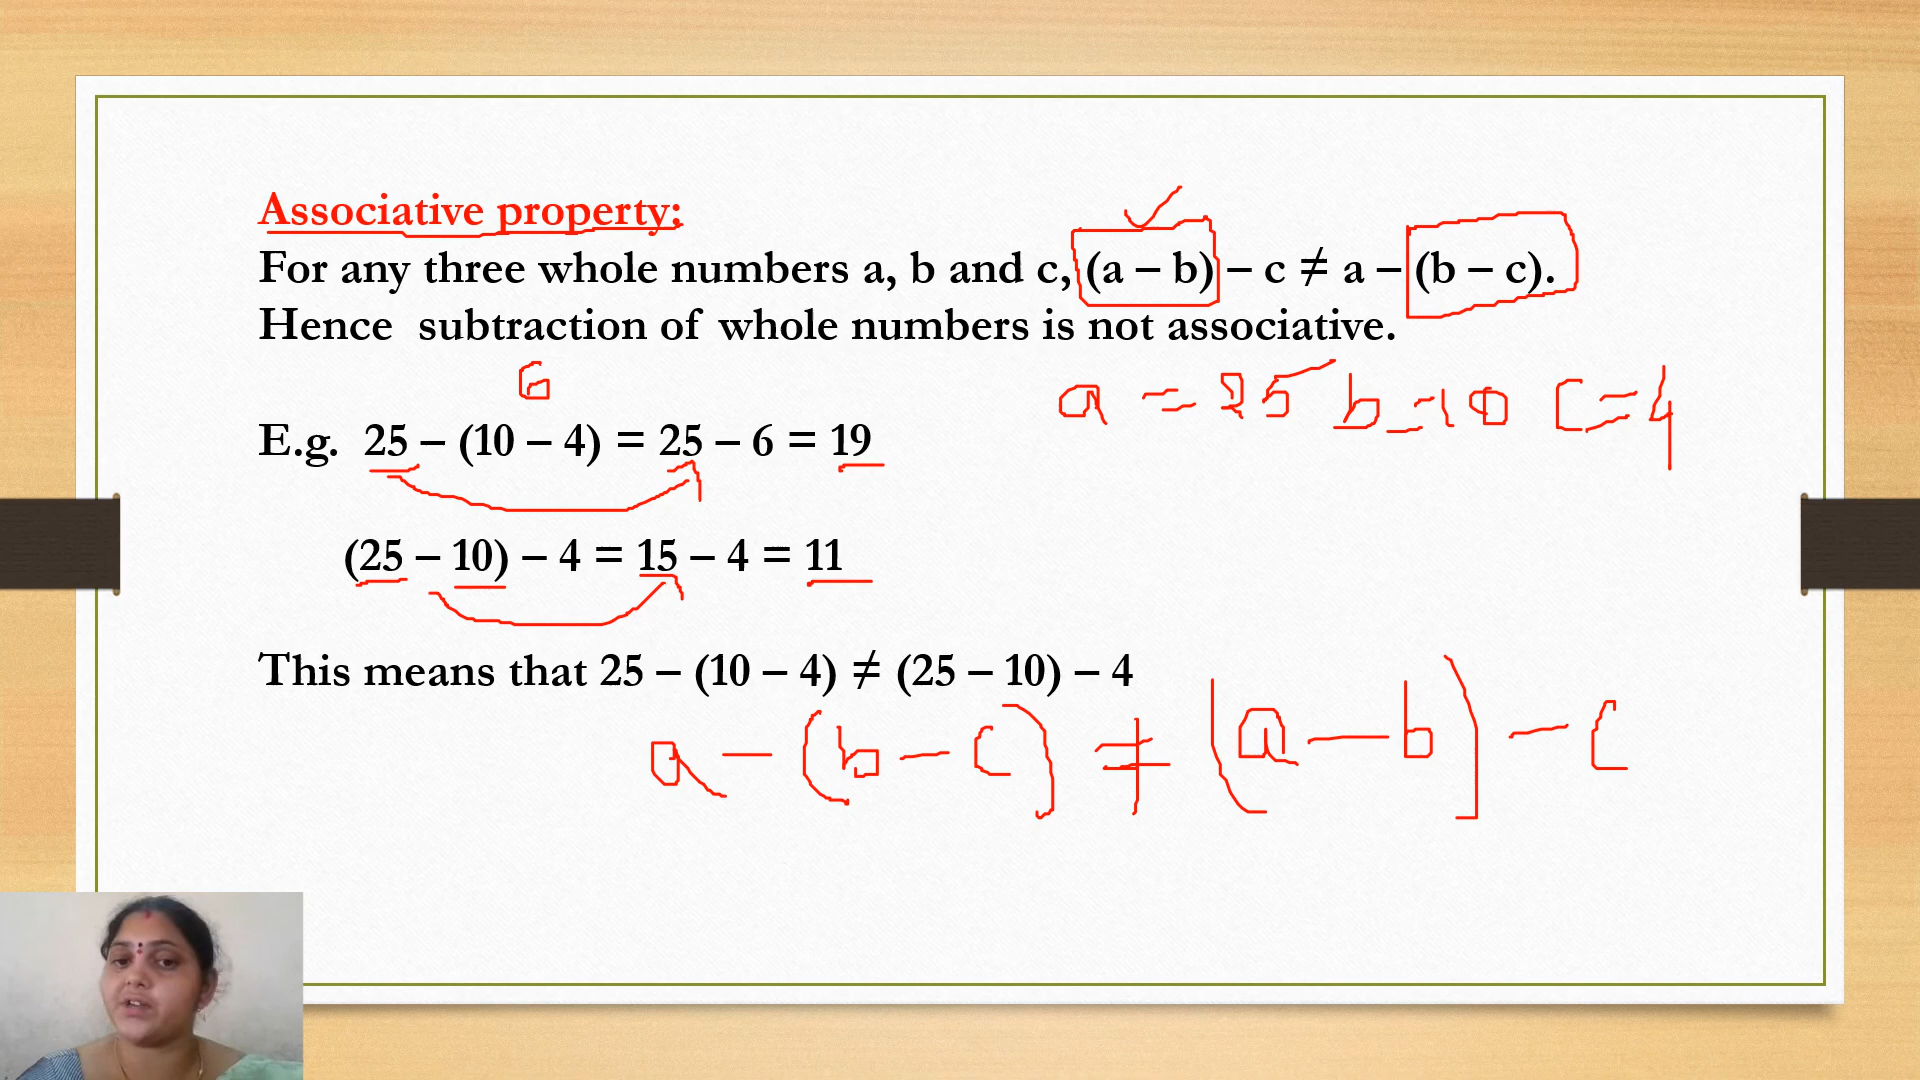 Associative property:
For any three whole numbers a, b and c, (a – b) – c ≠ a – (b – c).
Hence subtraction of whole numbers is not associative.
6
a = 25 b = 10 c = 4
E.g. 25 – (10 – 4) = 25 – 6 = 19
(25 – 10) – 4 = 15 – 4 = 11
This means that 25 – (10 – 4) ≠ (25 – 10) – 4
a – (b – c) ≠ (a – b) – c